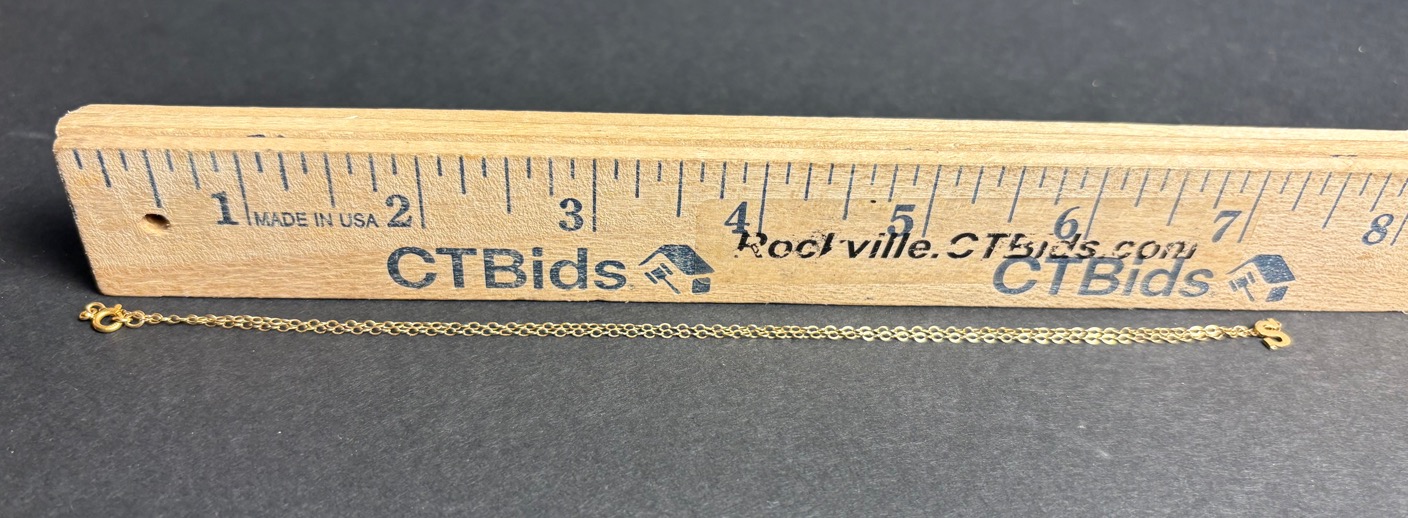 1 MADE IN USA 2 3 4 5 6 7 8
Rockville.CTBids.com
CTBids CTBids